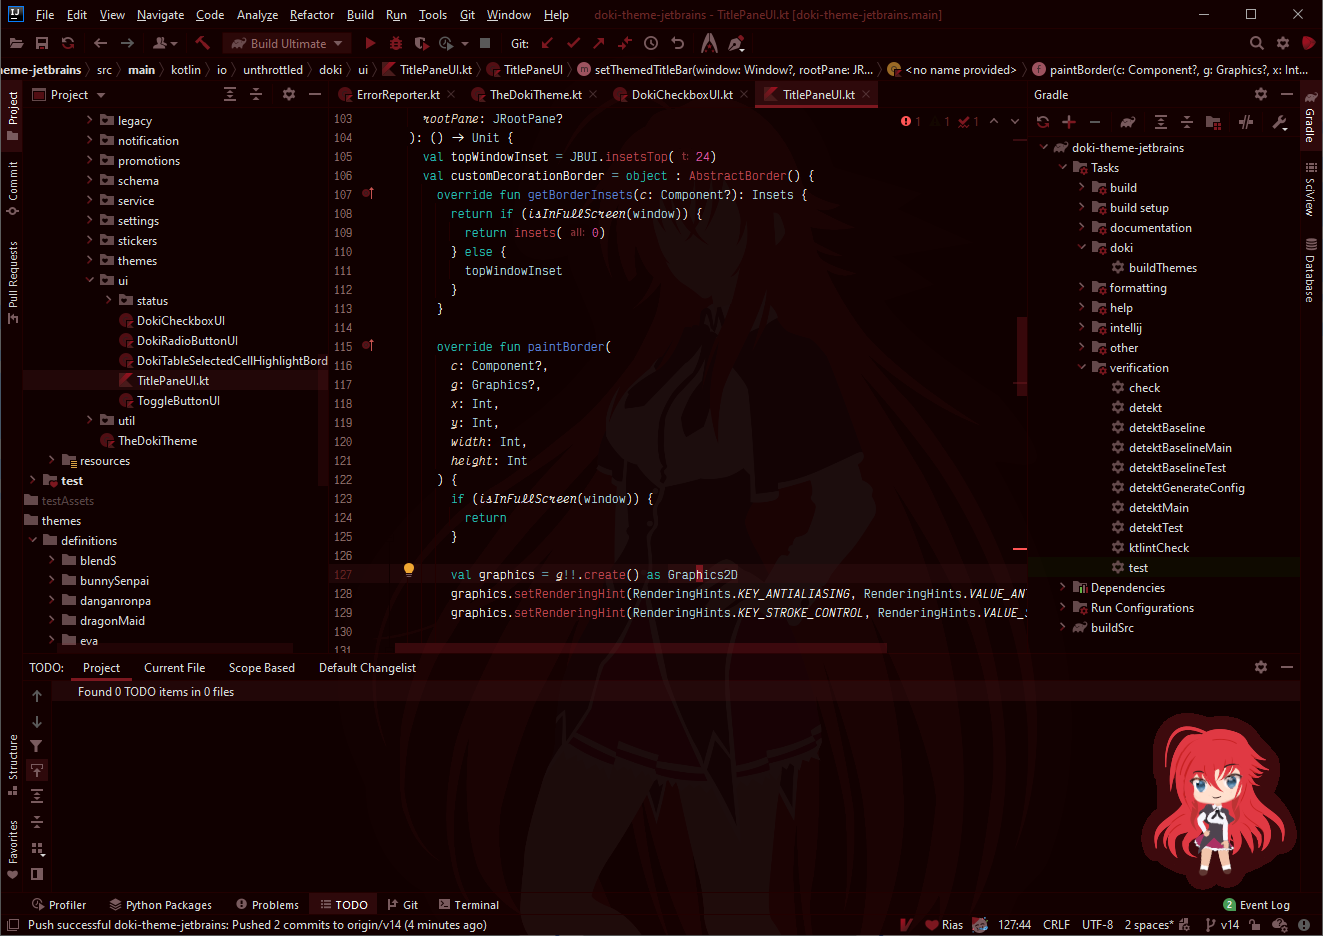 File Edit View Navigate Code Analyze Refactor Build Run Tools Git Window Help doki-theme-jetbrains - TitlePaneUI.kt [doki-theme-jetbrains.main]
Build Ultimate Git:
eme-jetbrains src main kotlin io unthrottled doki ui TitlePaneUI.kt TitlePaneUI setThemedTitleBar(window: Window?, rootPane: JR... <no name provided> paintBorder(c: Component?, g: Graphics?, x: Int...
Project
ErrorReporter.kt TheDokiTheme.kt DokiCheckboxUI.kt TitlePaneUI.kt
Gradle
Project
Commit
Pull Requests
Structure
Favorites
legacy
notification
promotions
schema
service
settings
stickers
themes
ui
status
DokiCheckboxUI
DokiRadioButtonUI
DokiTableSelectedCellHighlightBord
TitlePaneUI.kt
ToggleButtonUI
util
TheDokiTheme
resources
test
testAssets
themes
definitions
blendS
bunnySenpai
danganronpa
dragonMaid
eva
1 1 1
103 rootPane: JRootPane?
104 ): () -> Unit {
105 val topWindowInset = JBUI.insetsTop( t: 24)
106 val customDecorationBorder = object : AbstractBorder() {
107 override fun getBorderInsets(c: Component?): Insets {
108 return if (isInFullScreen(window)) {
109 return insets( all: 0)
110 } else {
111 topWindowInset
112 }
113 }
114
115 override fun paintBorder(
116 c: Component?,
117 g: Graphics?,
118 x: Int,
119 y: Int,
120 width: Int,
121 height: Int
122 ) {
123 if (isInFullScreen(window)) {
124 return
125 }
126
127 val graphics = g!!.create() as Graphics2D
128 graphics.setRenderingHint(RenderingHints.KEY_ANTIALIASING, RenderingHints.VALUE_AN
129 graphics.setRenderingHint(RenderingHints.KEY_STROKE_CONTROL, RenderingHints.VALUE_S
130
131
doki-theme-jetbrains
Tasks
build
build setup
documentation
doki
buildThemes
formatting
help
intellij
other
verification
check
detekt
detektBaseline
detektBaselineMain
detektBaselineTest
detektGenerateConfig
detektMain
detektTest
ktlintCheck
test
Dependencies
Run Configurations
buildSrc
Gradle
SciView
Database
TODO: Project Current File Scope Based Default Changelist
Found 0 TODO items in 0 files
Profiler Python Packages Problems TODO Git Terminal 2 Event Log
Push successful doki-theme-jetbrains: Pushed 2 commits to origin/v14 (4 minutes ago) Rias 127:44 CRLF UTF-8 2 spaces* v14